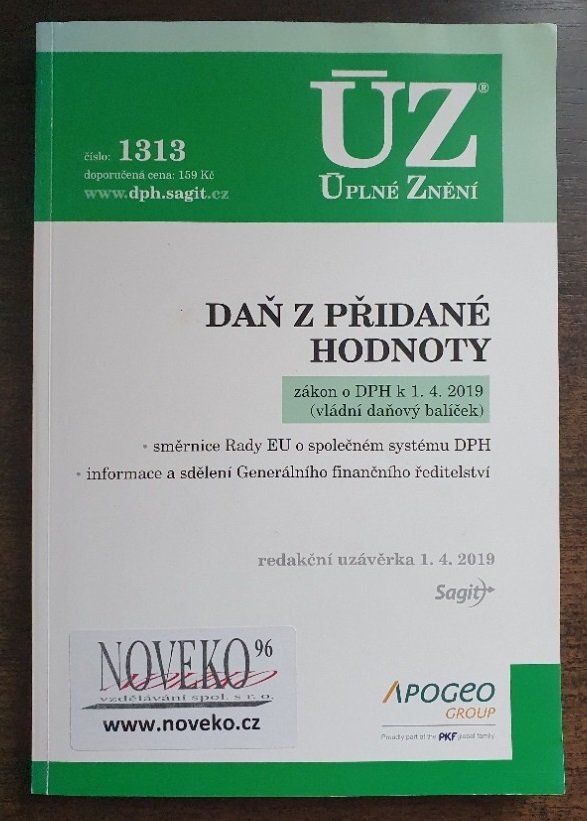 ÚZ®
ÚPLNÉ ZNĚNÍ
číslo: 1313
doporučená cena: 159 Kč
www.dph.sagit.cz
DAŇ Z PŘIDANÉ
HODNOTY
zákon o DPH k 1. 4. 2019
(vládní daňový balíček)
• směrnice Rady EU o společném systému DPH
• informace a sdělení Generálního finančního ředitelství
redakční uzávěrka 1. 4. 2019
Sagit
NOVEKO 96
vzdělávání spol. s r. o.
www.noveko.cz
APOGEO
GROUP
Proudly part of the PKF global family